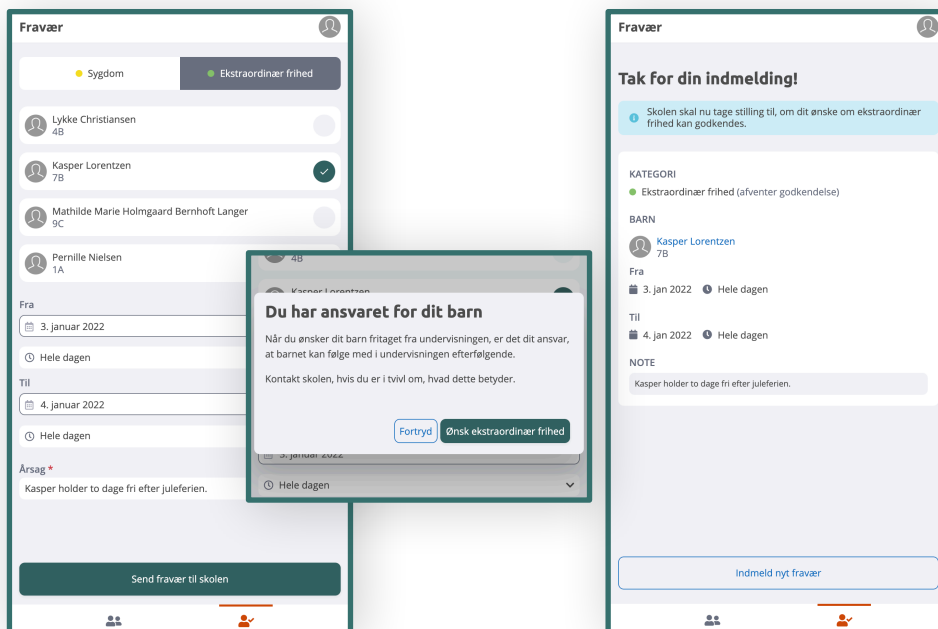 Fravær
Sygdom
Ekstraordinær frihed
Lykke Christiansen
4B
Kasper Lorentzen
7B
Mathilde Marie Holmgaard Bernhoft Langer
9C
Pernille Nielsen
1A
Fra
3. januar 2022
Hele dagen
Til
4. januar 2022
Hele dagen
Årsag *
Kasper holder to dage fri efter juleferien.
Send fravær til skolen
4B
Kasper Lorentzen
Du har ansvaret for dit barn
Når du ønsker dit barn fritaget fra undervisningen, er det dit ansvar,
at barnet kan følge med i undervisningen efterfølgende.
Kontakt skolen, hvis du er i tvivl om, hvad dette betyder.
Fortryd
Ønsk ekstraordinær frihed
3. januar 2022
Hele dagen
Fravær
Tak for din indmelding!
Skolen skal nu tage stilling til, om dit ønske om ekstraordinær
frihed kan godkendes.
KATEGORI
Ekstraordinær frihed (afventer godkendelse)
BARN
Kasper Lorentzen
7B
Fra
3. jan 2022 Hele dagen
Til
4. jan 2022 Hele dagen
NOTE
Kasper holder to dage fri efter juleferien.
Indmeld nyt fravær